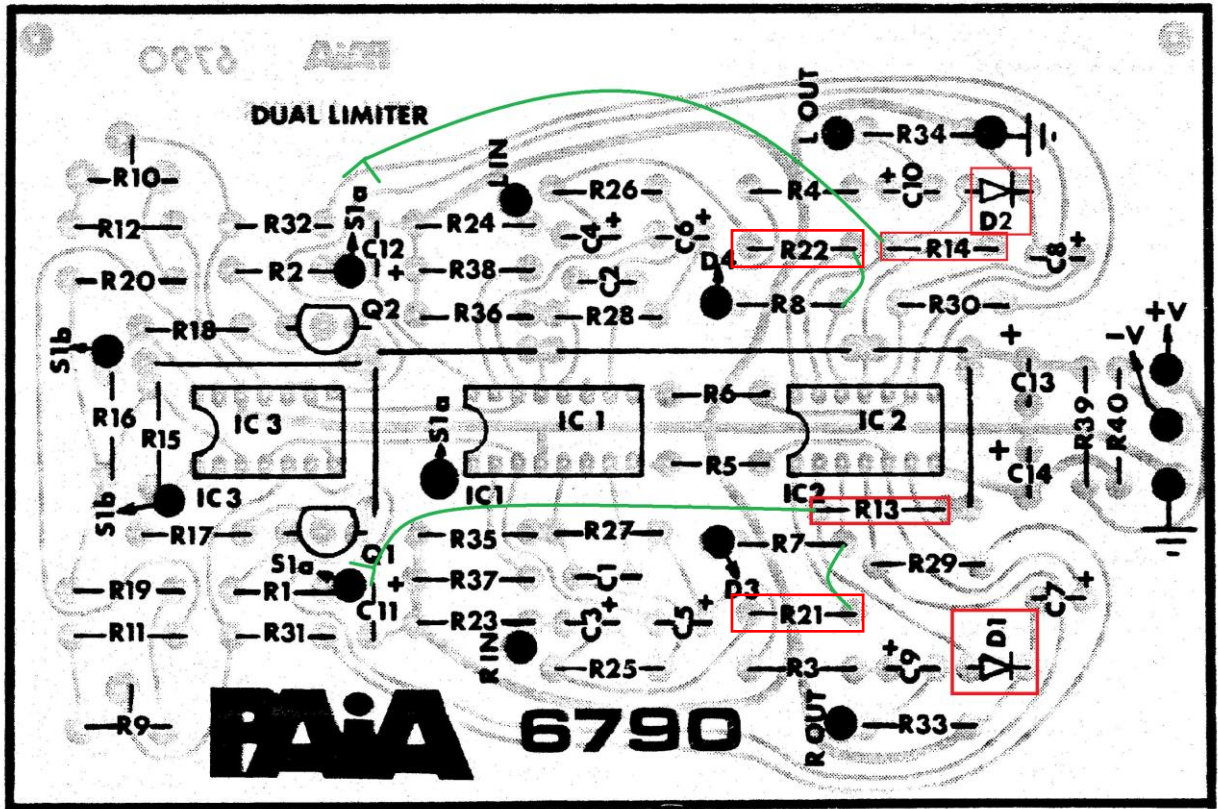 6790 PAiA
DUAL LIMITER
L OUT
R34
L IN
R10
R26
R4
+ C10
D2
R12
R32
S1a
C12 +
R24
C4 +
C6 +
R22
R14
C8 +
R20
R2
R38
C2
D4
R18
Q2
R36
R28
R8
R30
S1b
+ -V +V
R16
R15
IC 3
S1a
IC 1
R6
IC 2
C13
R39
R40
R5
+ C14
S1b
IC3
IC1
IC2
R13
R17
Q1
R35
R27
R7
R29
S1a
R19
R1
C11 +
R37
C1
D3
C7 +
R11
R31
R23
C3 +
C5 +
R21
D1
R IN
R25
R3
+ C9
R9
PAiA 6790
R OUT
R33